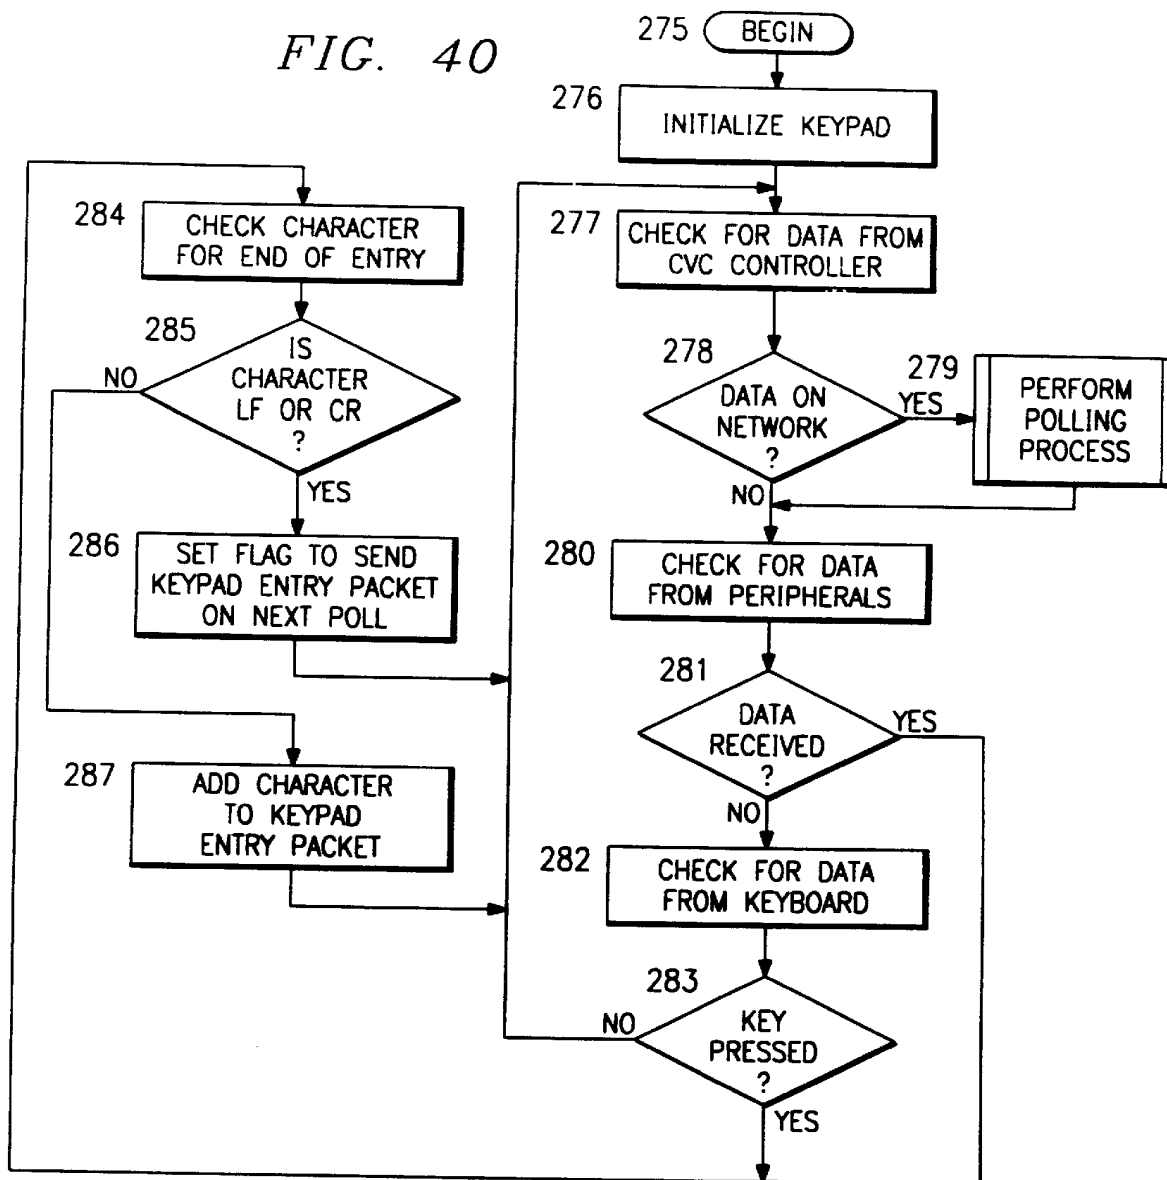 FIG. 40
275 BEGIN
276 INITIALIZE KEYPAD
277 CHECK FOR DATA FROM
CVC CONTROLLER
278 DATA ON
NETWORK
?
YES
NO
279 PERFORM
POLLING
PROCESS
280 CHECK FOR DATA
FROM PERIPHERALS
281 DATA
RECEIVED
?
YES
NO
282 CHECK FOR DATA
FROM KEYBOARD
283 KEY
PRESSED
?
NO
YES
284 CHECK CHARACTER
FOR END OF ENTRY
285 IS
CHARACTER
LF OR CR
?
NO
YES
286 SET FLAG TO SEND
KEYPAD ENTRY PACKET
ON NEXT POLL
287 ADD CHARACTER
TO KEYPAD
ENTRY PACKET